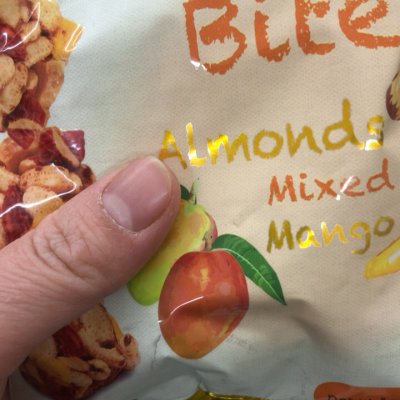 Bite
Almonds
Mixed
Mango